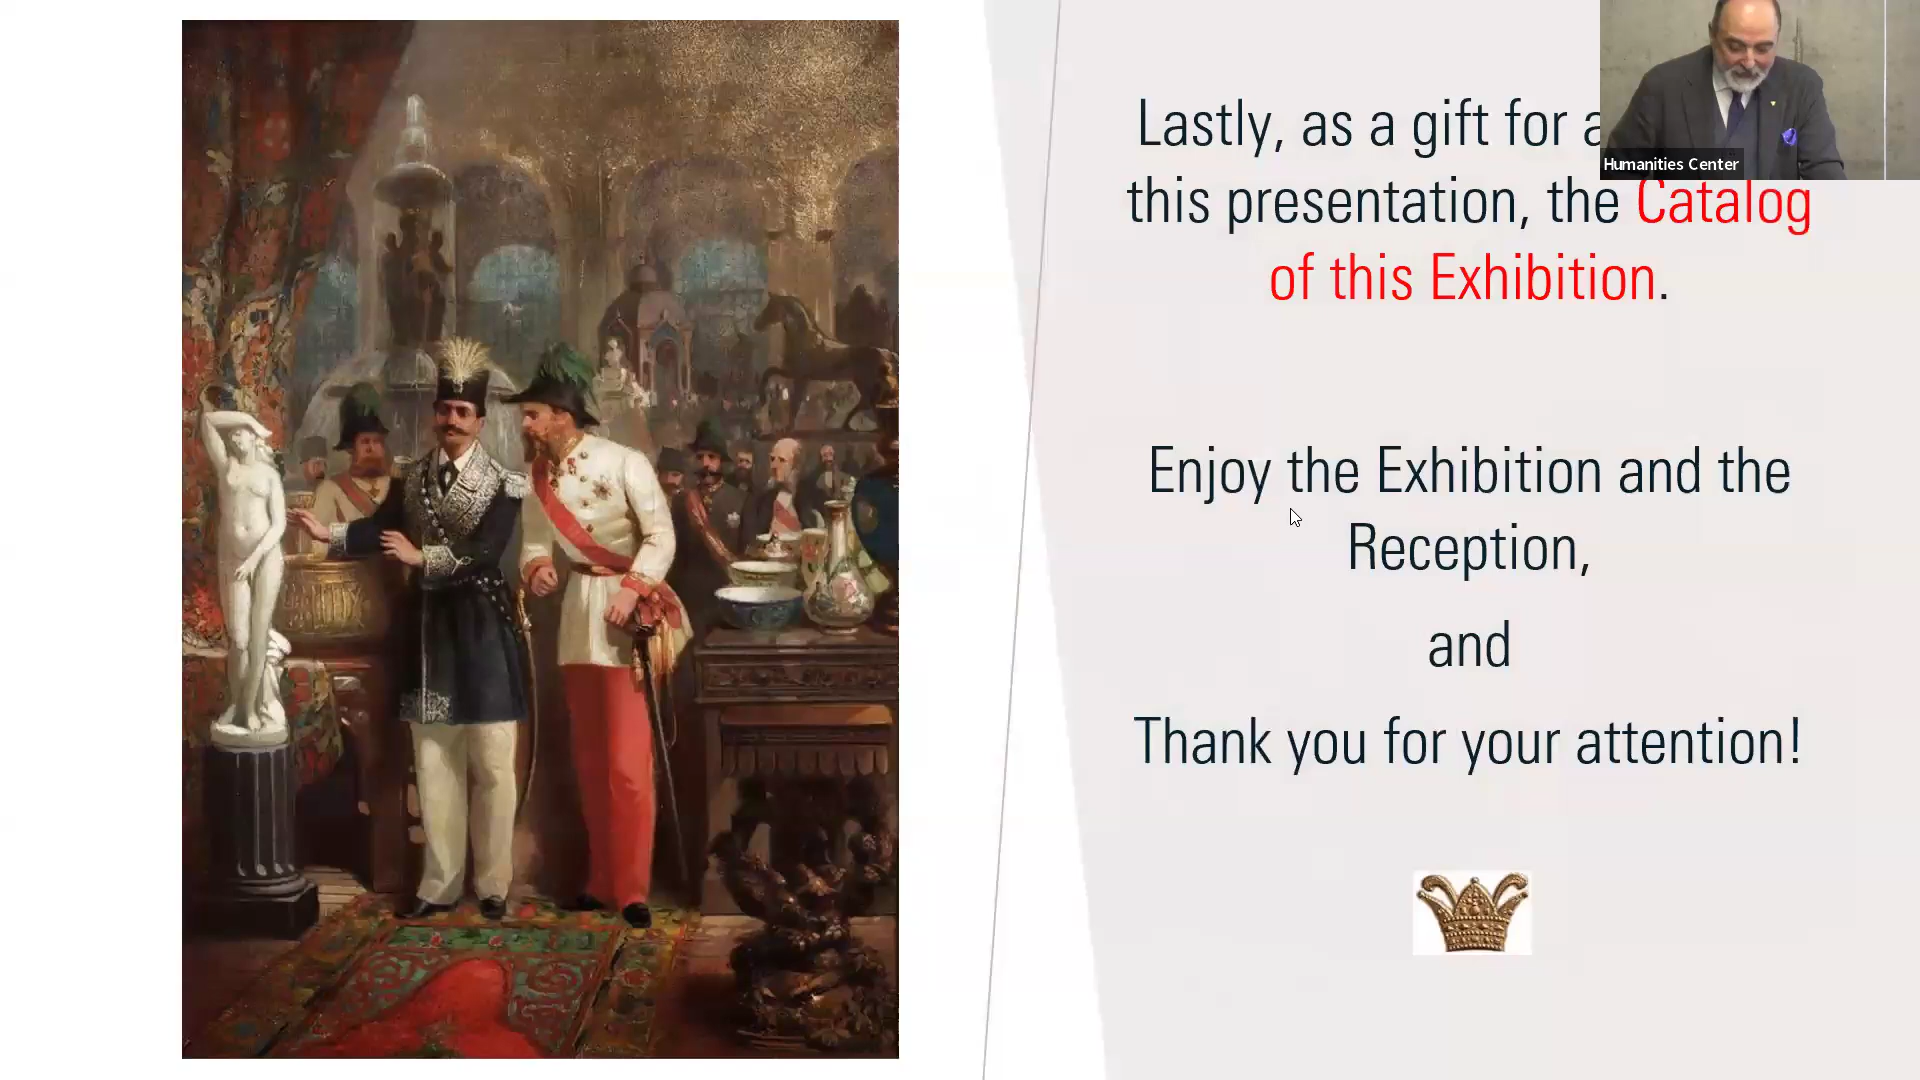 Lastly, as a gift for
this presentation, the Catalog
of this Exhibition.
Enjoy the Exhibition and the
Reception,
and
Thank you for your attention!
Humanities Center